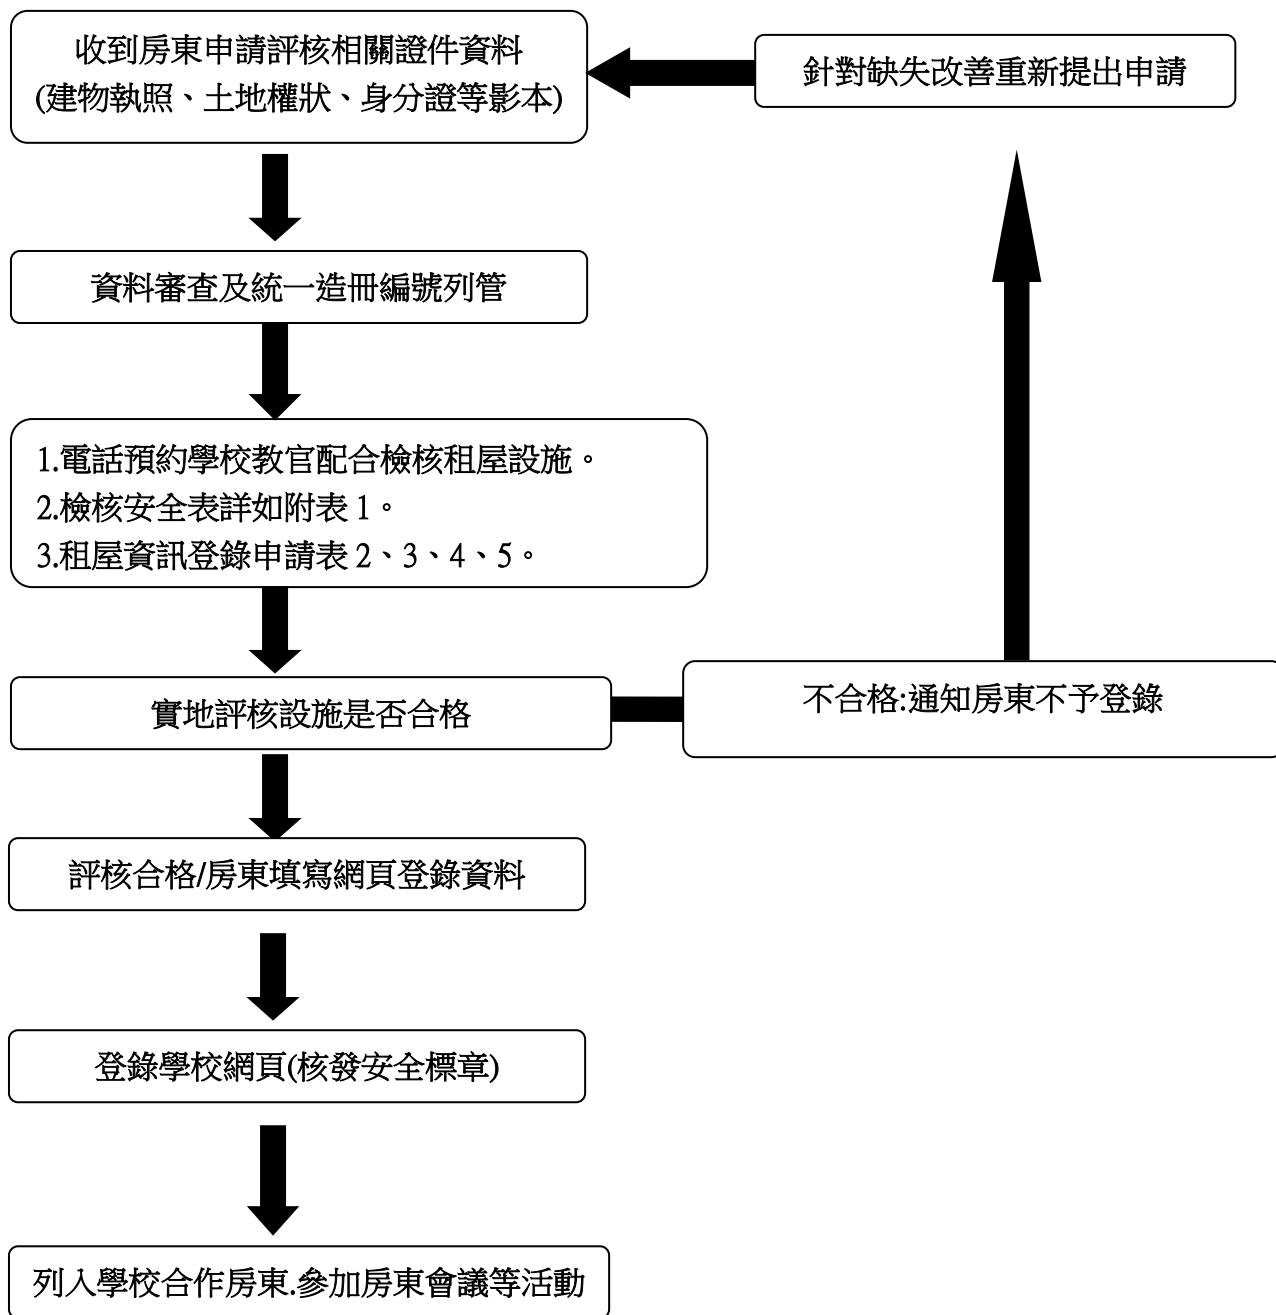 收到房東申請評核相關證件資料
(建物執照、土地權狀、身分證等影本)
針對缺失改善重新提出申請
資料審查及統一造冊編號列管
1.電話預約學校教官配合檢核租屋設施。
2.檢核安全表詳如附表 1。
3.租屋資訊登錄申請表 2、3、4、5。
實地評核設施是否合格
不合格:通知房東不予登錄
評核合格/房東填寫網頁登錄資料
登錄學校網頁(核發安全標章)
列入學校合作房東.參加房東會議等活動